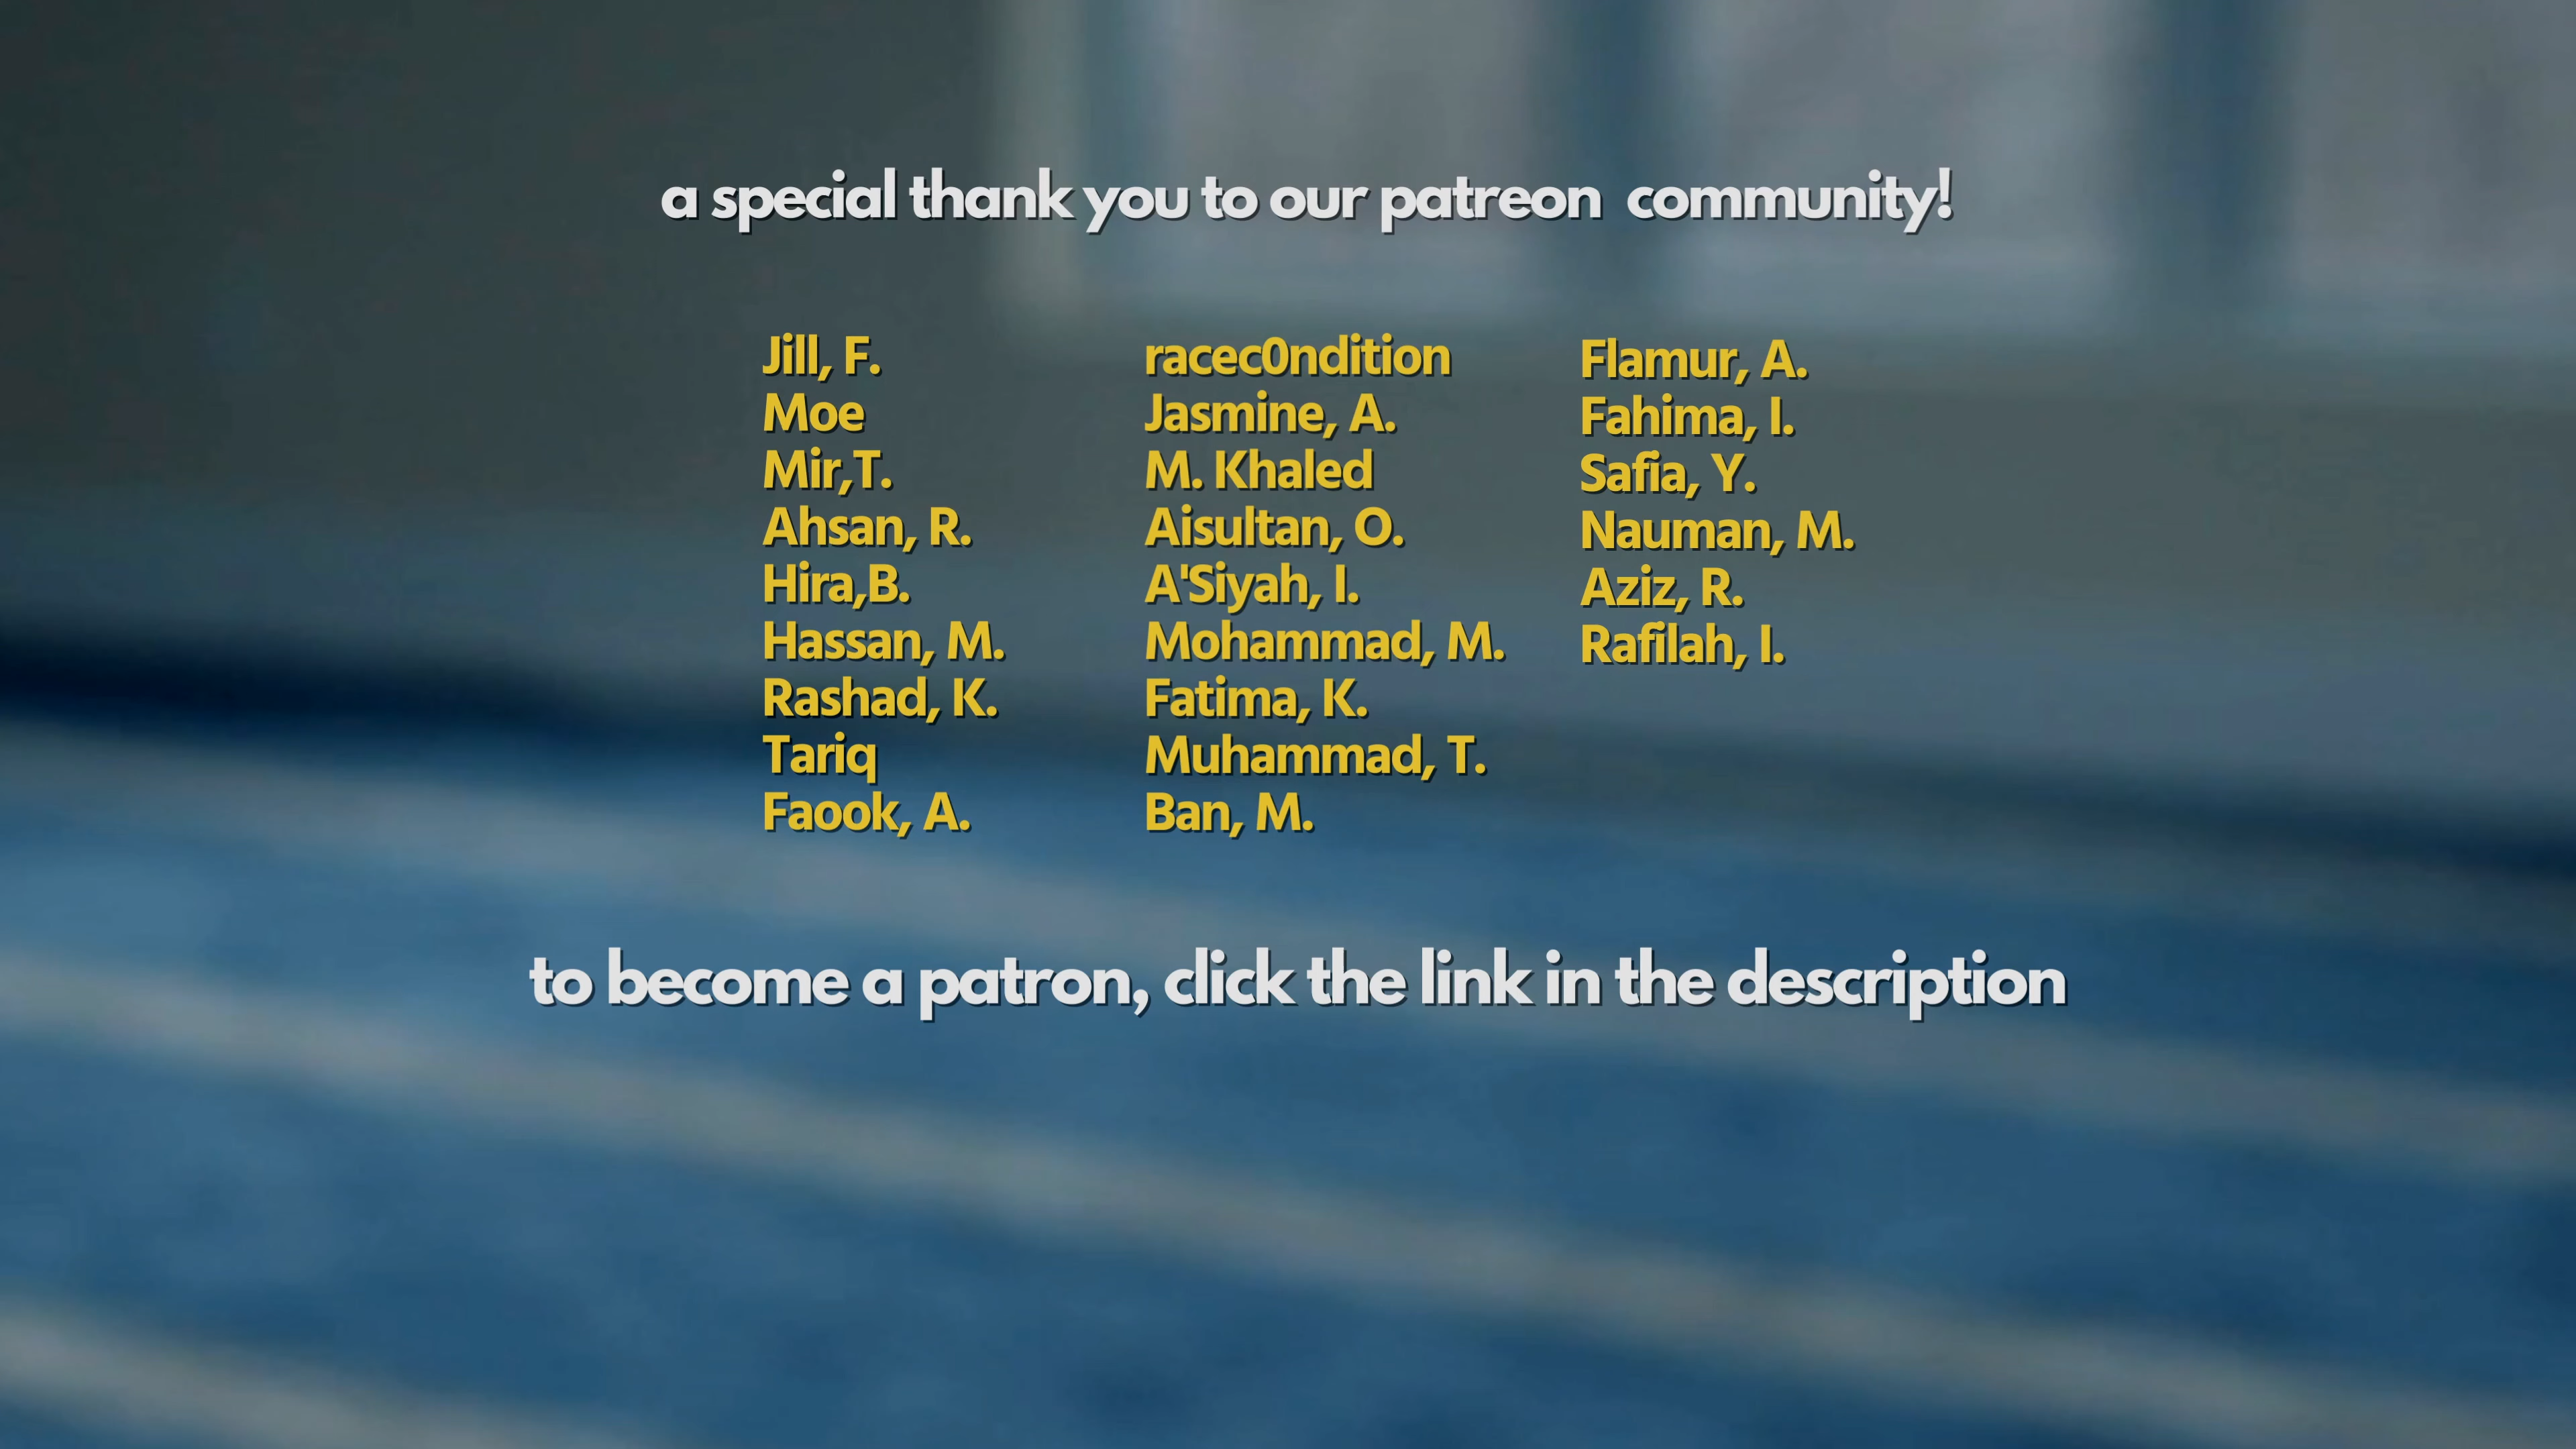 a special thank you to our patreon community!
Jill, F.
Moe
Mir,T.
Ahsan, R.
Hira,B.
Hassan, M.
Rashad, K.
Tariq
Faook, A.
racec0ndition
Jasmine, A.
M. Khaled
Aisultan, O.
A'Siyah, I.
Mohammad, M.
Fatima, K.
Muhammad, T.
Ban, M.
Flamur, A.
Fahima, I.
Safia, Y.
Nauman, M.
Aziz, R.
Rafilah, I.
to become a patron, click the link in the description